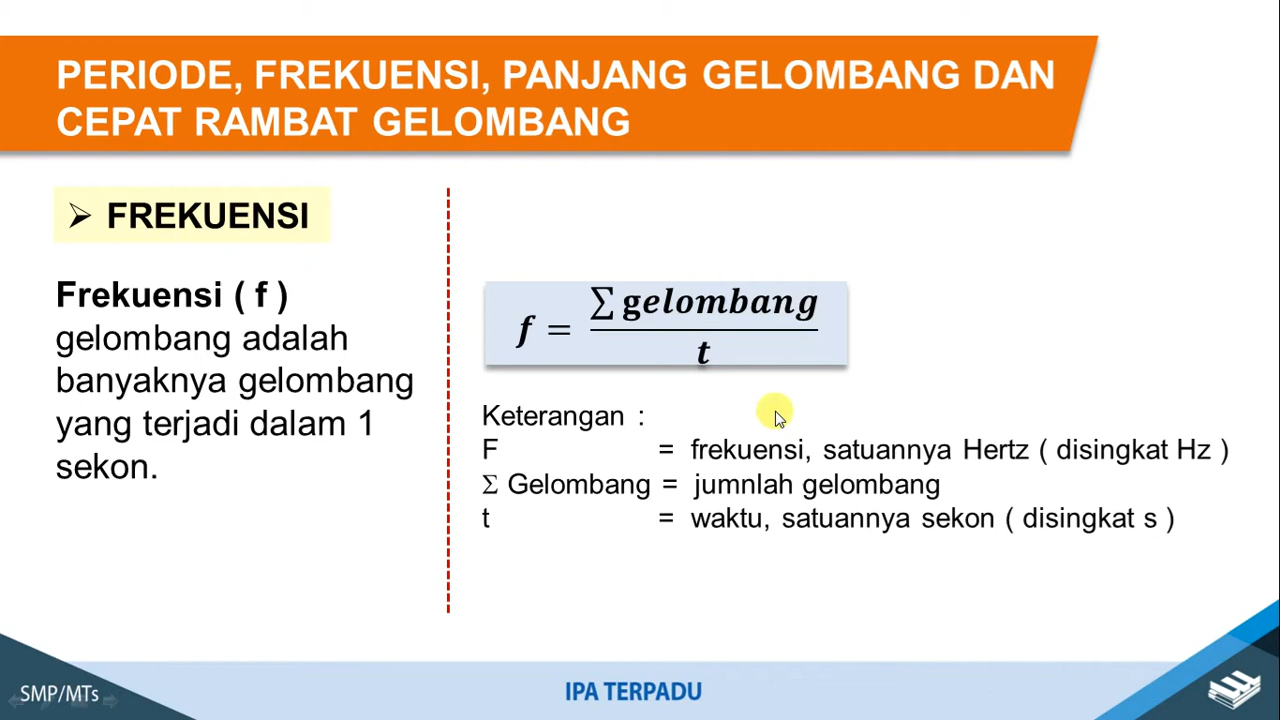 PERIODE, FREKUENSI, PANJANG GELOMBANG DAN
CEPAT RAMBAT GELOMBANG
➢ FREKUENSI
Frekuensi ( f )
gelombang adalah
banyaknya gelombang
yang terjadi dalam 1
sekon.
f = ∑ gelombang / t
Keterangan :
F = frekuensi, satuannya Hertz ( disingkat Hz )
Σ Gelombang = jumnlah gelombang
t = waktu, satuannya sekon ( disingkat s )
SMP/MTs
IPA TERPADU